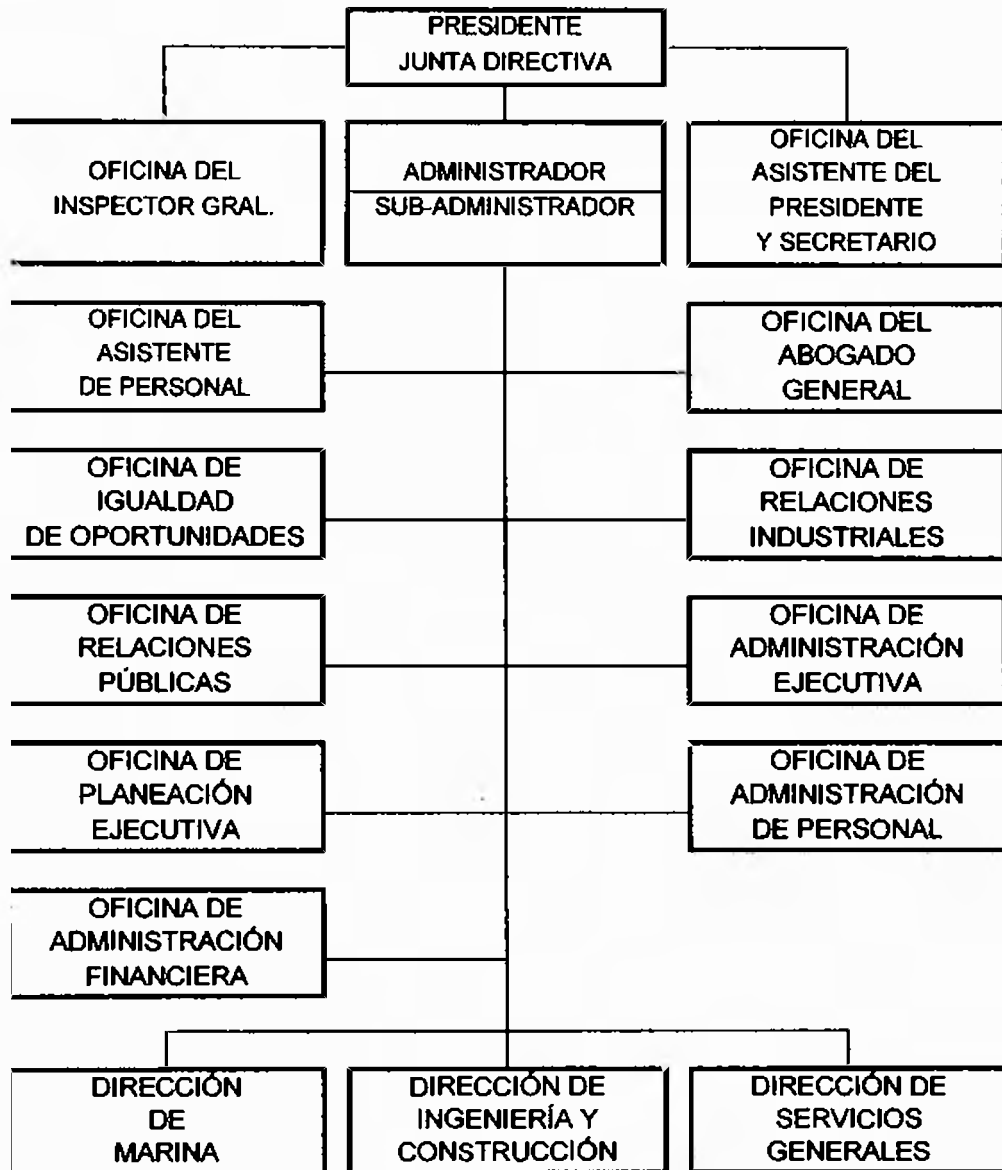 PRESIDENTE
JUNTA DIRECTIVA
OFICINA DEL
INSPECTOR GRAL.
ADMINISTRADOR
SUB-ADMINISTRADOR
OFICINA DEL
ASISTENTE DEL
PRESIDENTE
Y SECRETARIO
OFICINA DEL
ASISTENTE
DE PERSONAL
OFICINA DEL
ABOGADO
GENERAL
OFICINA DE
IGUALDAD
DE OPORTUNIDADES
OFICINA DE
RELACIONES
INDUSTRIALES
OFICINA DE
RELACIONES
PÚBLICAS
OFICINA DE
ADMINISTRACIÓN
EJECUTIVA
OFICINA DE
PLANEACIÓN
EJECUTIVA
OFICINA DE
ADMINISTRACIÓN
DE PERSONAL
OFICINA DE
ADMINISTRACIÓN
FINANCIERA
DIRECCIÓN
DE
MARINA
DIRECCIÓN DE
INGENIERÍA Y
CONSTRUCCIÓN
DIRECCIÓN DE
SERVICIOS
GENERALES